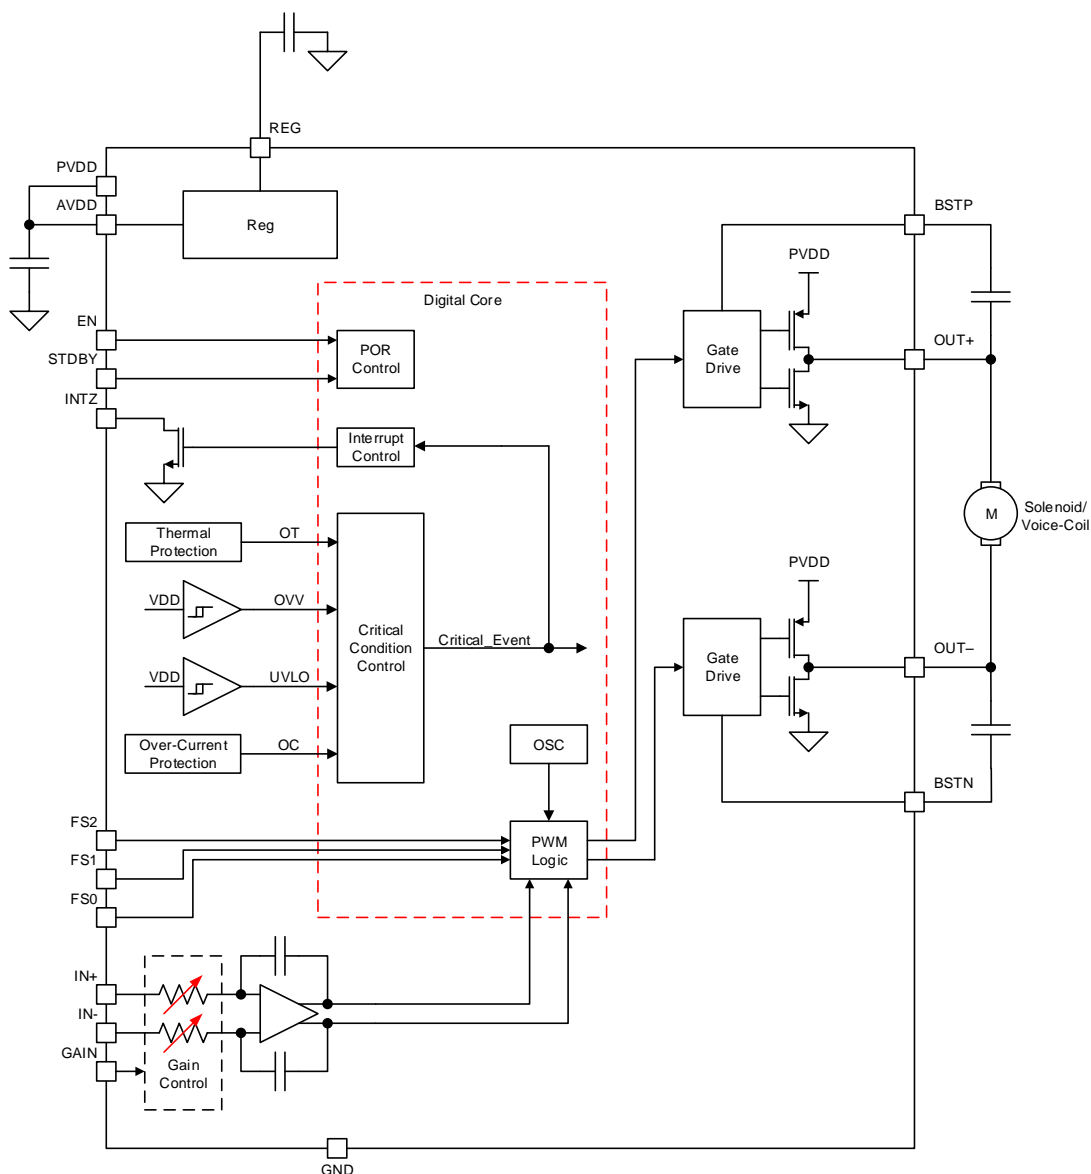 REG
PVDD
AVDD
Reg
BSTP
PVDD
Digital Core
EN
POR
Control
STDBY
Gate
Drive
OUT+
INTZ
Interrupt
Control
Thermal
Protection
OT
M
Solenoid/
Voice-Coil
VDD
OVV
PVDD
Critical
Condition
Control
Critical_Event
OUT–
Gate
Drive
VDD
UVLO
Over-Current
Protection
OC
OSC
BSTN
FS2
FS1
FS0
PWM
Logic
IN+
IN-
GAIN
Gain
Control
GND